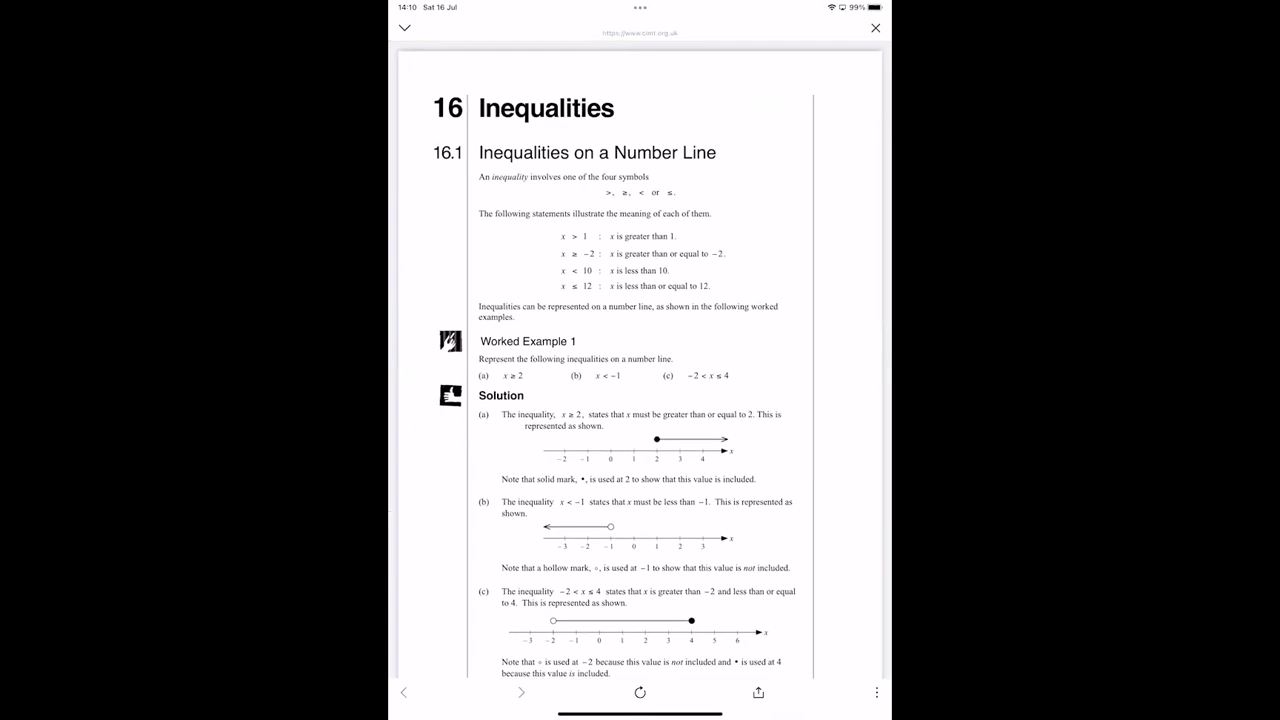 14:10 Sat 16 Jul
99%
https://www.cimt.org.uk
16 Inequalities
16.1 Inequalities on a Number Line
An inequality involves one of the four symbols
>, ≥, < or ≤.
The following statements illustrate the meaning of each of them.
x > 1 : x is greater than 1.
x ≥ −2 : x is greater than or equal to −2.
x < 10 : x is less than 10.
x ≤ 12 : x is less than or equal to 12.
Inequalities can be represented on a number line, as shown in the following worked
examples.
Worked Example 1
Represent the following inequalities on a number line.
(a) x ≥ 2 (b) x < −1 (c) −2 < x ≤ 4
Solution
(a) The inequality, x ≥ 2, states that x must be greater than or equal to 2. This is
represented as shown.
x
−2 −1 0 1 2 3 4
Note that solid mark, •, is used at 2 to show that this value is included.
(b) The inequality x < −1 states that x must be less than −1. This is represented as
shown.
x
−3 −2 −1 0 1 2 3
Note that a hollow mark, ∘, is used at −1 to show that this value is not included.
(c) The inequality −2 < x ≤ 4 states that x is greater than −2 and less than or equal
to 4. This is represented as shown.
x
−3 −2 −1 0 1 2 3 4 5 6
Note that ∘ is used at −2 because this value is not included and • is used at 4
because this value is included.